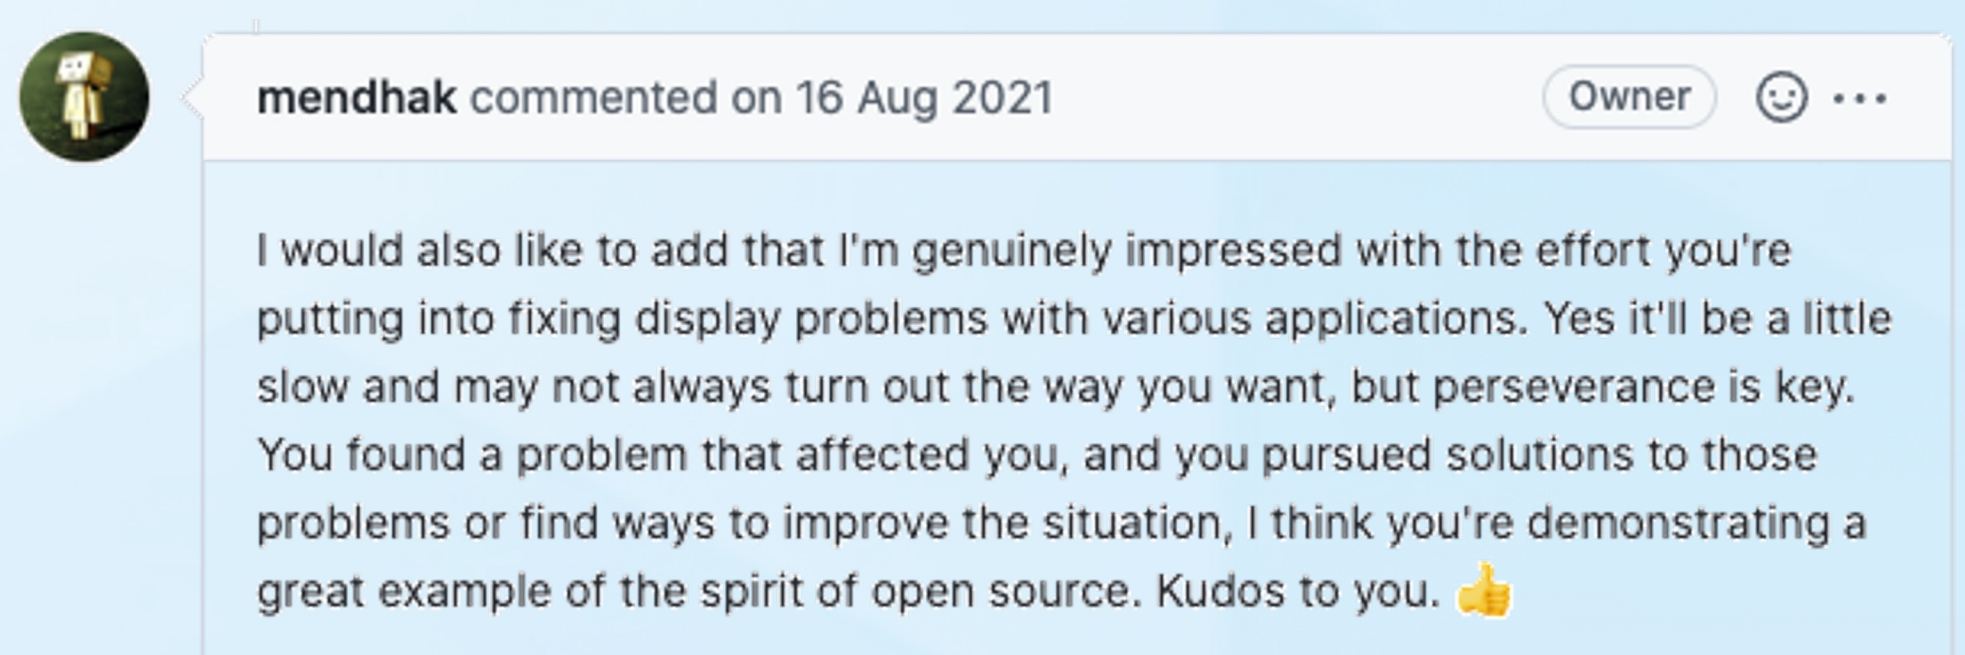 mendhak commented on 16 Aug 2021 Owner
I would also like to add that I'm genuinely impressed with the effort you're
putting into fixing display problems with various applications. Yes it'll be a little
slow and may not always turn out the way you want, but perseverance is key.
You found a problem that affected you, and you pursued solutions to those
problems or find ways to improve the situation, I think you're demonstrating a
great example of the spirit of open source. Kudos to you. 👍